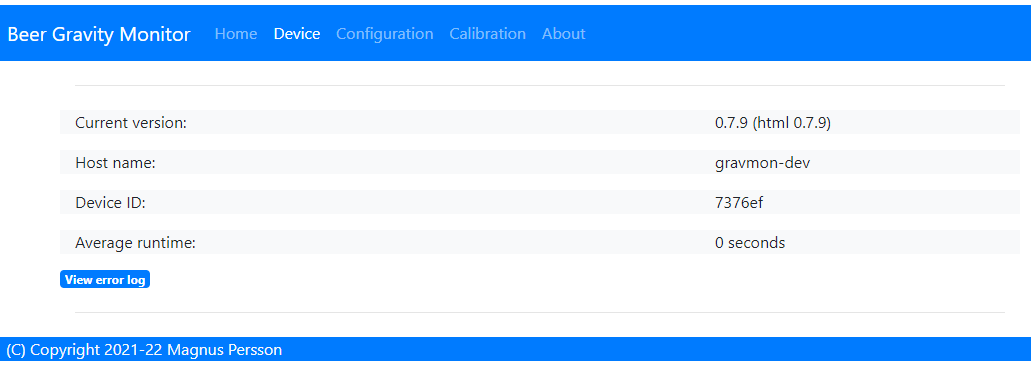 Beer Gravity Monitor Home Device Configuration Calibration About
Current version: 0.7.9 (html 0.7.9)
Host name: gravmon-dev
Device ID: 7376ef
Average runtime: 0 seconds
View error log
(C) Copyright 2021-22 Magnus Persson